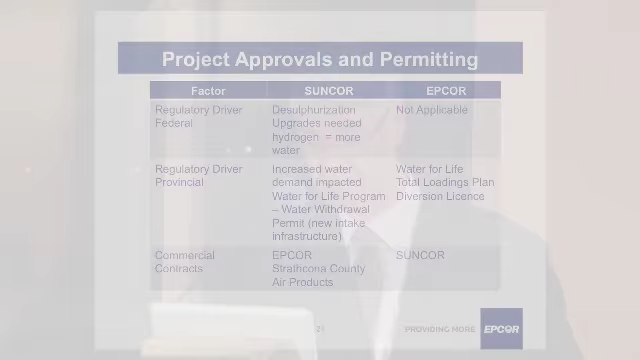 Project Approvals and Permitting
Factor SUNCOR EPCOR
Regulatory Driver Desulphurization Not Applicable
Federal Upgrades needed
hydrogen = more
water
Regulatory Driver Increased water Water for Life
Provincial demand impacted Total Loadings Plan
Water for Life Program Diversion Licence
– Water Withdrawal
Permit (new intake
infrastructure)
Commercial EPCOR SUNCOR
Contracts Strathcona County
Air Products
21 PROVIDING MORE EPCOR